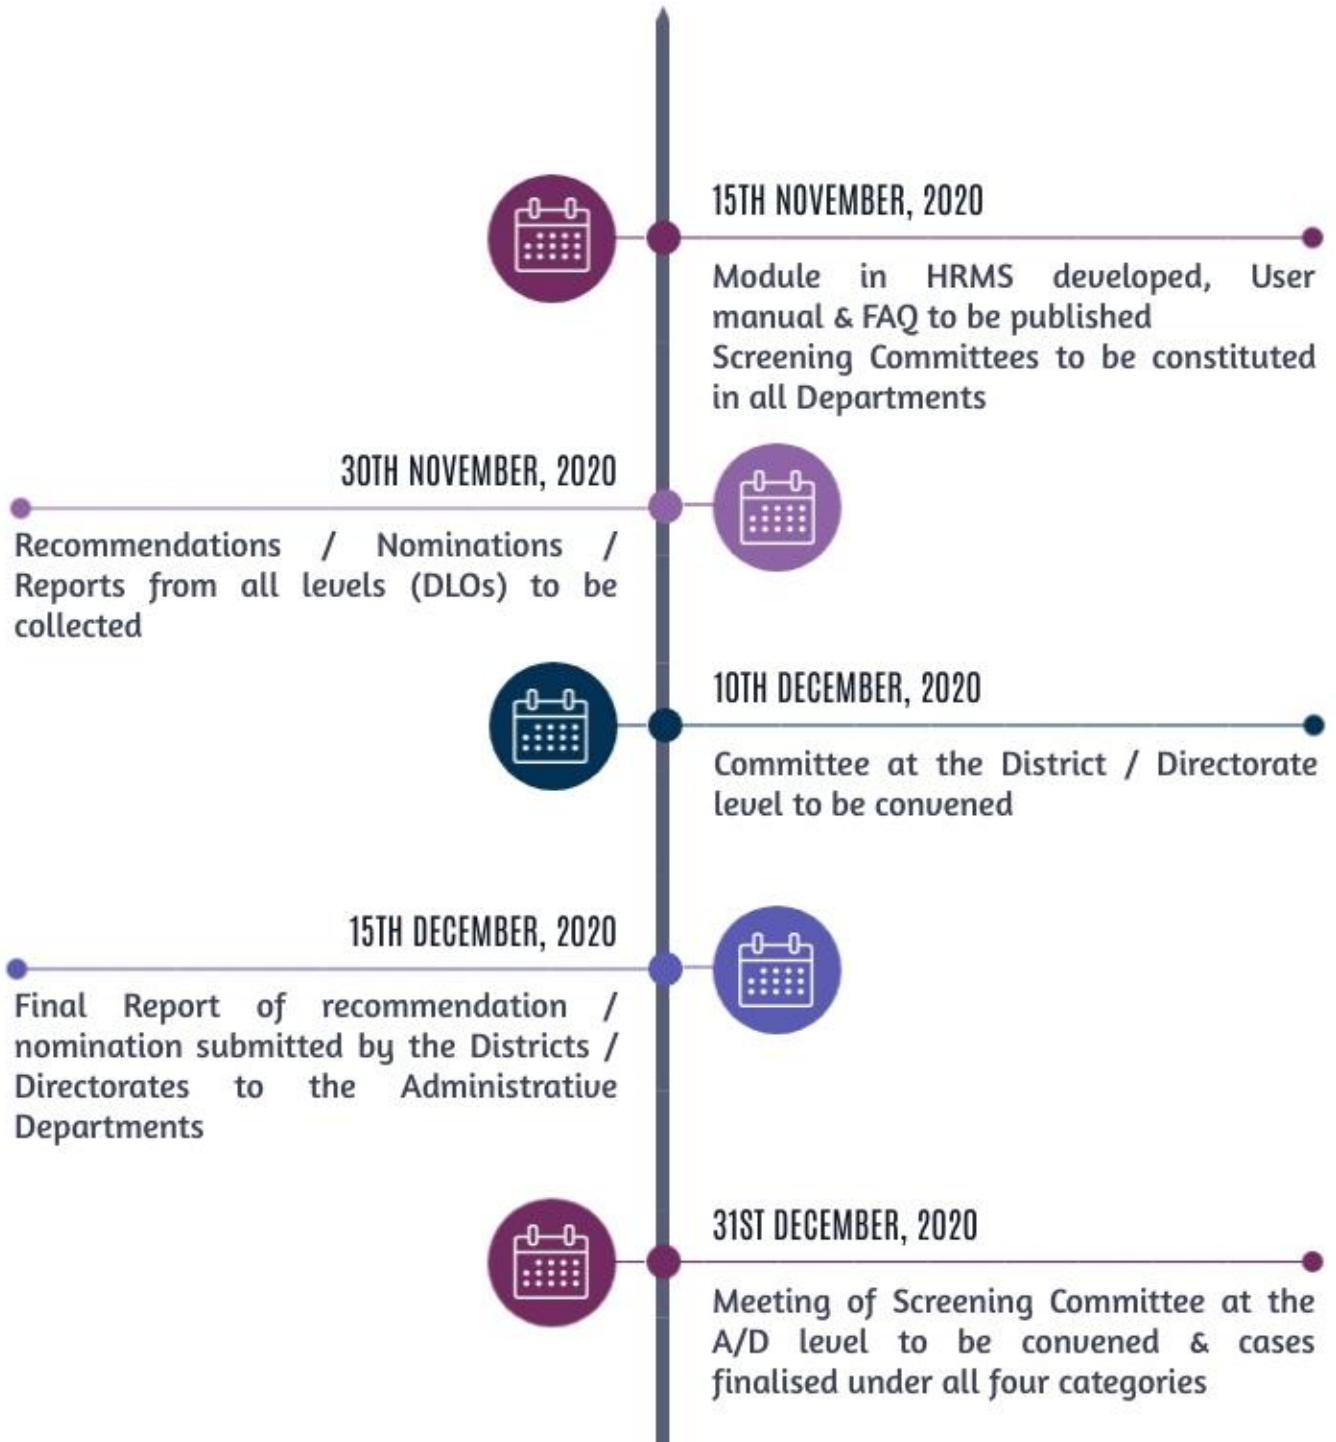 15TH NOVEMBER, 2020
Module in HRMS developed, User
manual & FAQ to be published
Screening Committees to be constituted
in all Departments
30TH NOVEMBER, 2020
Recommendations / Nominations /
Reports from all levels (DLOs) to be
collected
10TH DECEMBER, 2020
Committee at the District / Directorate
level to be convened
15TH DECEMBER, 2020
Final Report of recommendation /
nomination submitted by the Districts /
Directorates to the Administrative
Departments
31ST DECEMBER, 2020
Meeting of Screening Committee at the
A/D level to be convened & cases
finalised under all four categories